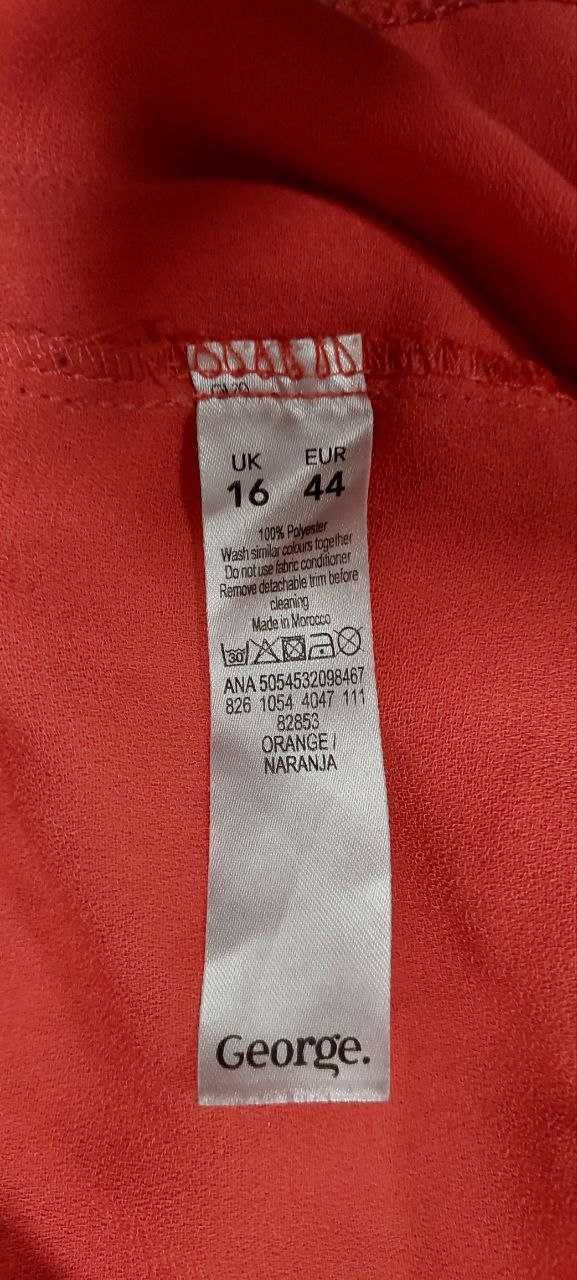 UK EUR
16 44
100% Polyester
Wash similar colours together
Do not use fabric conditioner
Remove detachable trim before
cleaning
Made in Morocco
30
ANA 5054532098467
826 1054 4047 111
82853
ORANGE /
NARANJA
George.